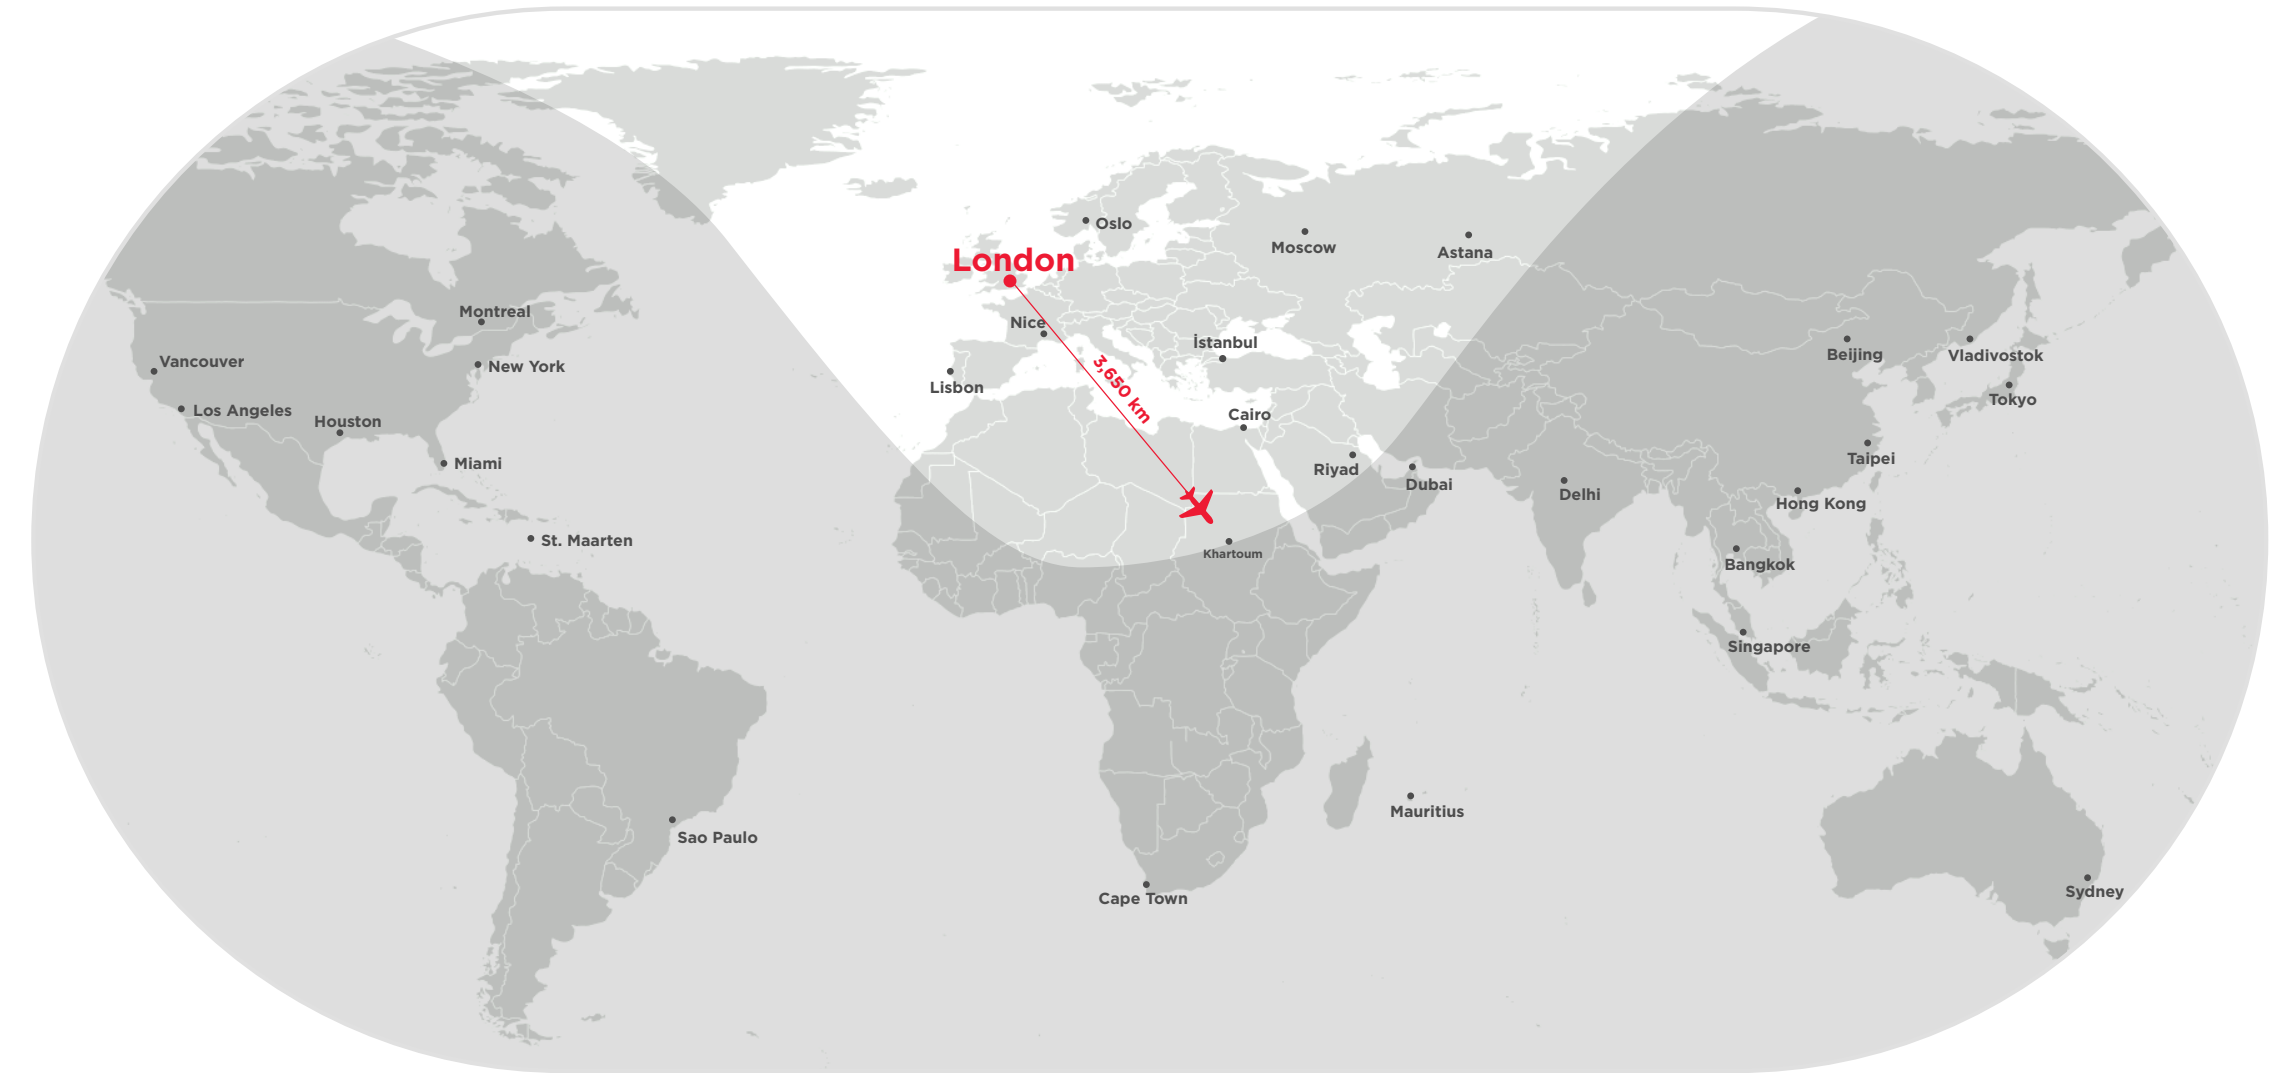 Oslo
London
Moscow
Astana
Montreal
Nice
İstanbul
Vancouver
New York
Beijing
Vladivostok
Lisbon
3,650 km
Tokyo
Los Angeles
Houston
Cairo
Miami
Riyad
Dubai
Taipei
Delhi
Hong Kong
St. Maarten
Khartoum
Bangkok
Singapore
Mauritius
Sao Paulo
Cape Town
Sydney